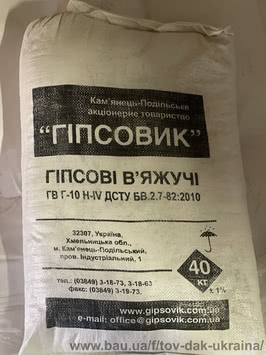 Кам'янець-Подільське
акціонерне товариство
"ГІПСОВИК"
ГІПСОВІ В'ЯЖУЧІ
ГВ Г-10 Н-IV ДСТУ БВ.2.7-82:2010
32307, Україна,
Хмельницька обл.,
м. Кам'янець-Подільський,
пров. Індустріальний, 1
тел.: (03849) 3-18-73, 3-18-63
факс: (03849) 3-19-73.
40
КГ
± 1%
www.gipsovik.com.ua
e-mail: office@gipsovik.com.ua
www.bau.ua/f/tov-dak-ukraina/